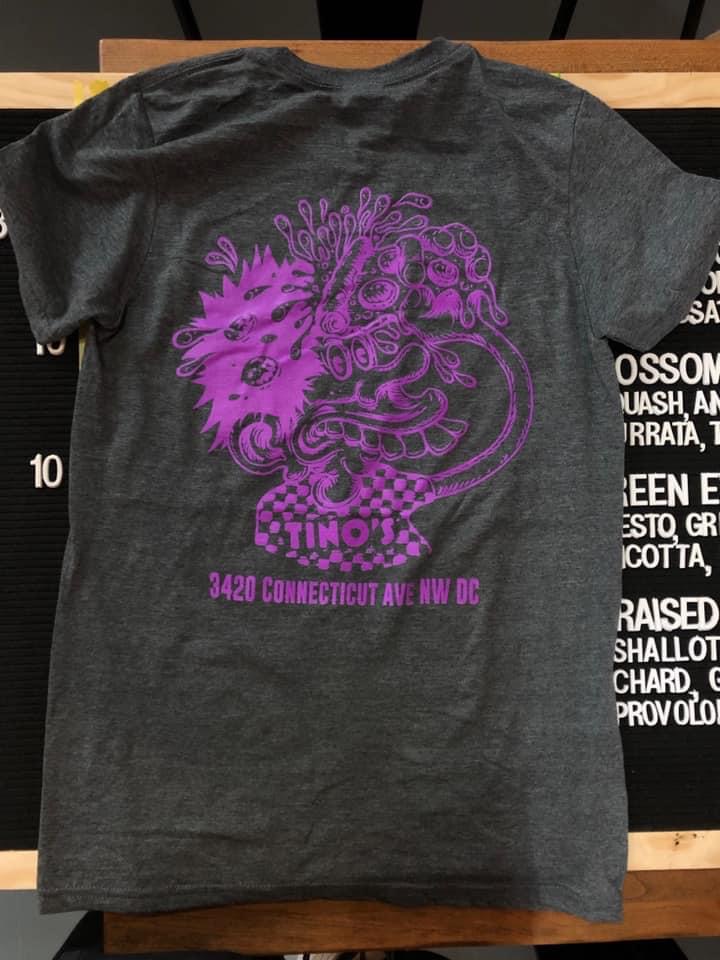 TINO'S
3420 CONNECTICUT AVE NW DC
10
OSSOM
QUASH, AN
URRATA, T
REEN E
ESTO, GR
ICOTTA,
RAISED
SHALLOT
CHARD, G
PROVOLO